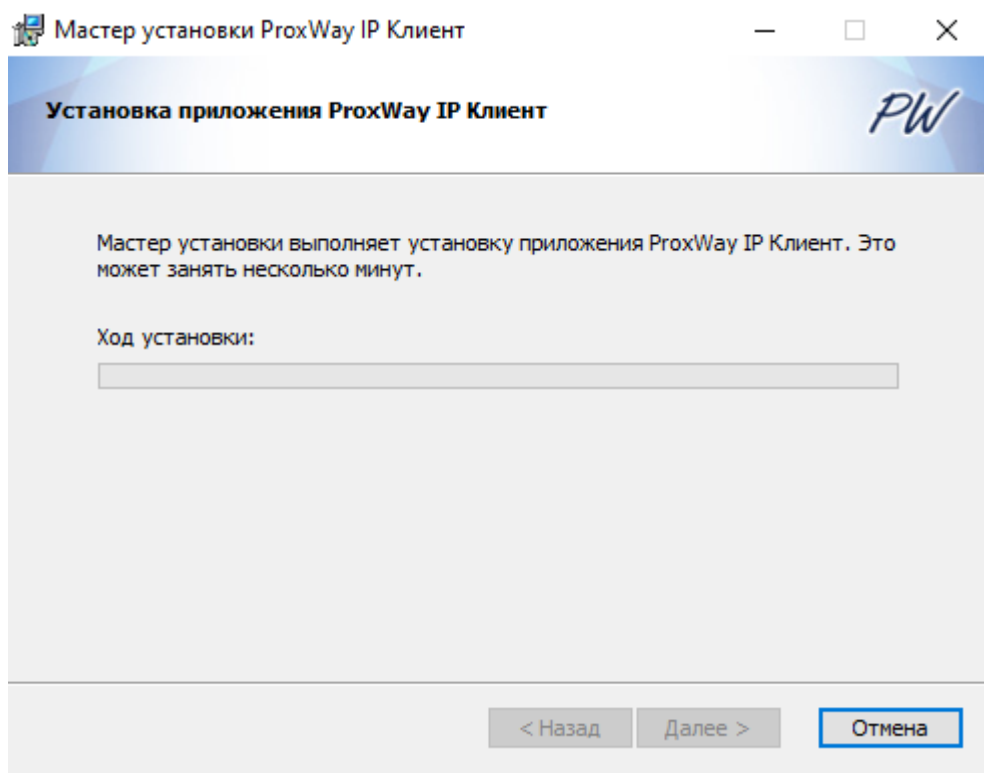 Мастер установки ProxWay IP Клиент
Установка приложения ProxWay IP Клиент
PW
Мастер установки выполняет установку приложения ProxWay IP Клиент. Это
может занять несколько минут.
Ход установки:
< Назад
Далее >
Отмена